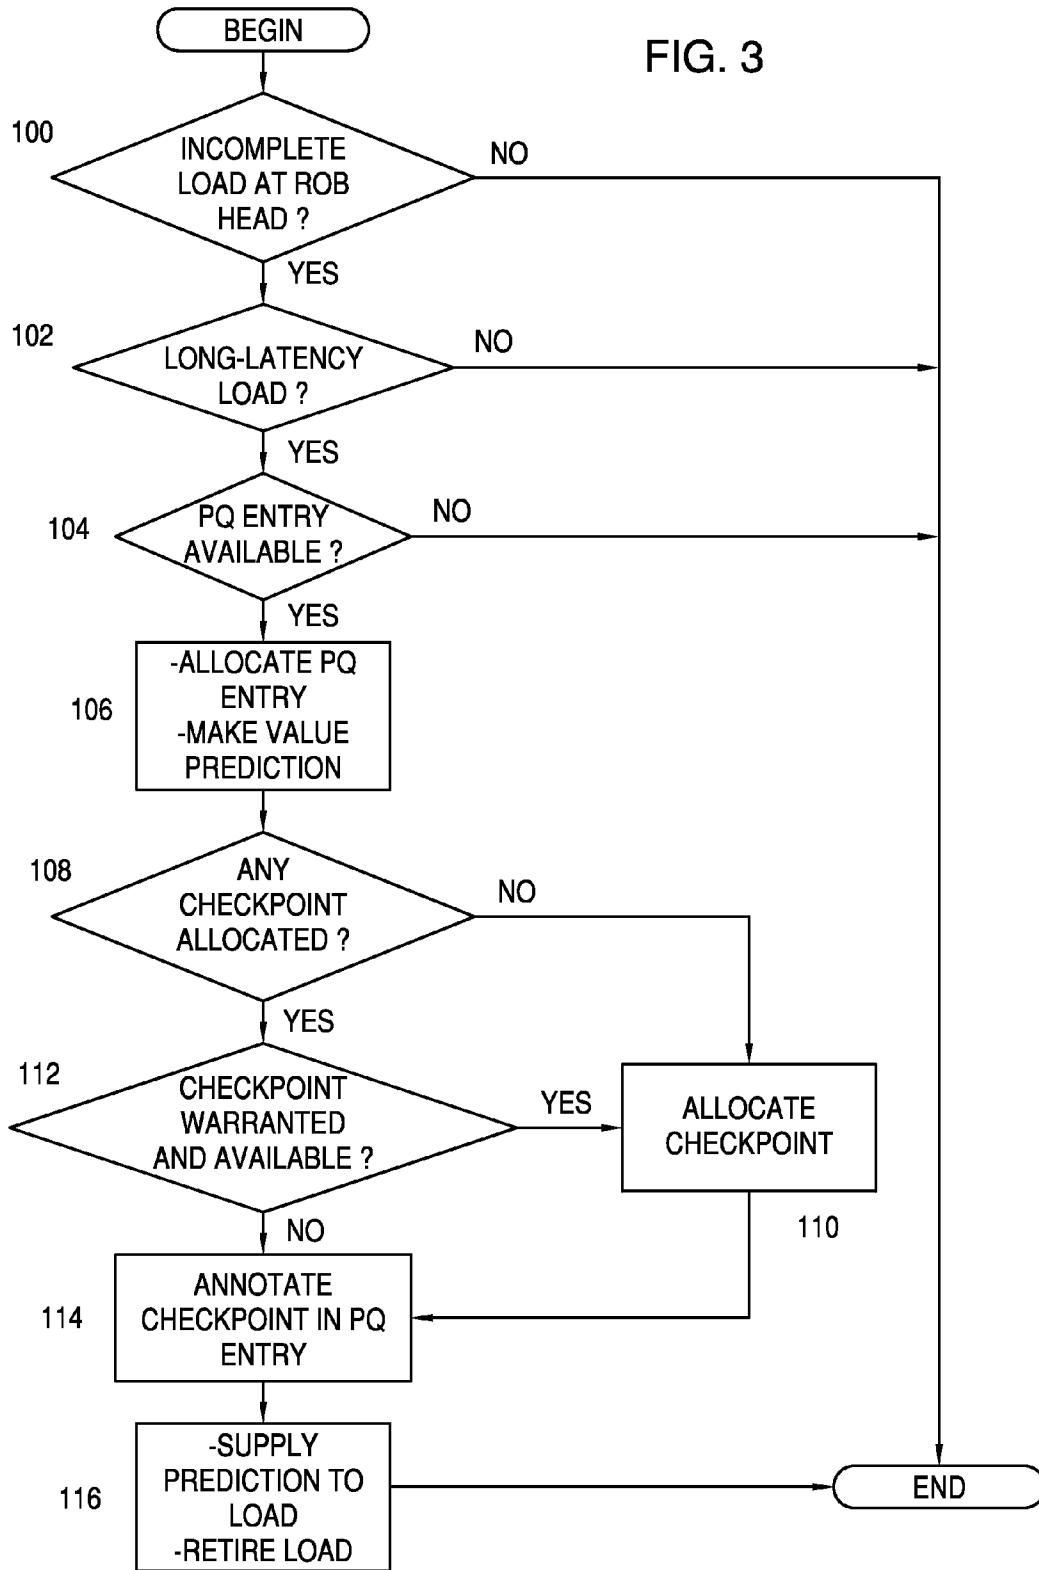 BEGIN
FIG. 3
100
INCOMPLETE
LOAD AT ROB
HEAD ?
NO
YES
102
LONG-LATENCY
LOAD ?
NO
YES
104
PQ ENTRY
AVAILABLE ?
NO
YES
106
-ALLOCATE PQ
ENTRY
-MAKE VALUE
PREDICTION
108
ANY
CHECKPOINT
ALLOCATED ?
NO
YES
112
CHECKPOINT
WARRANTED
AND AVAILABLE ?
YES
ALLOCATE
CHECKPOINT
110
NO
114
ANNOTATE
CHECKPOINT IN PQ
ENTRY
116
-SUPPLY
PREDICTION TO
LOAD
-RETIRE LOAD
END